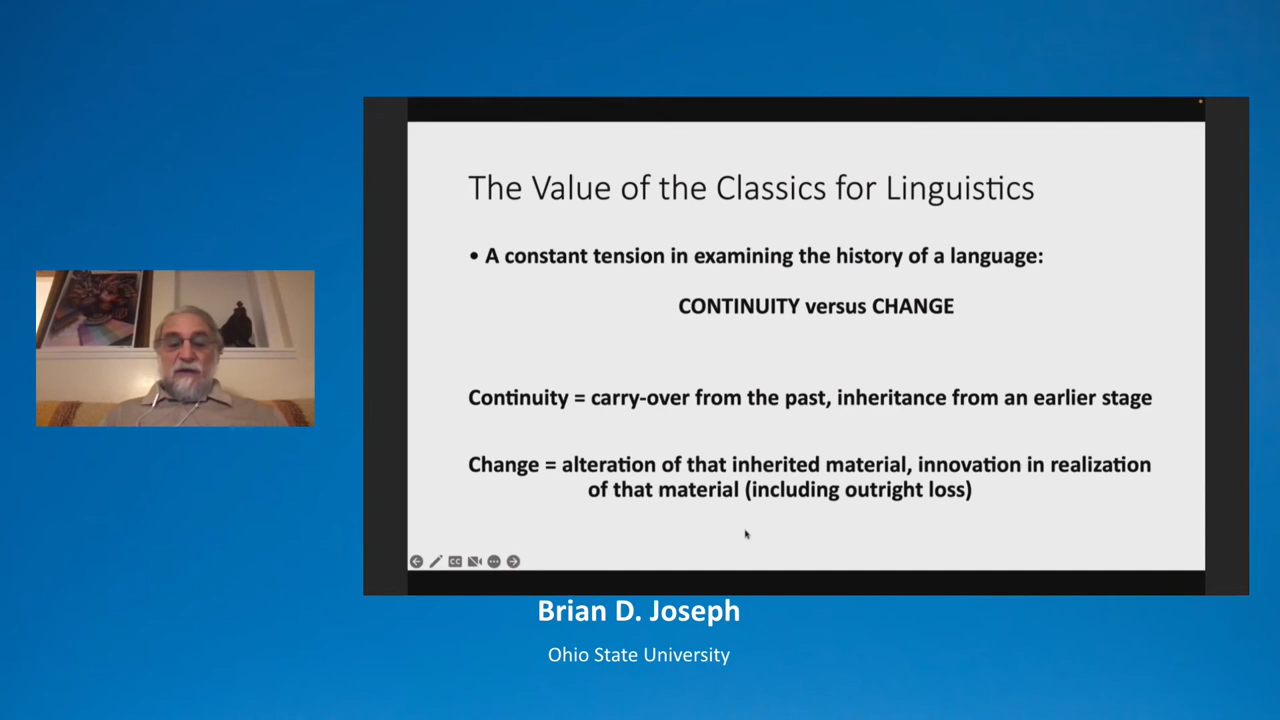 The Value of the Classics for Linguistics
• A constant tension in examining the history of a language:
CONTINUITY versus CHANGE
Continuity = carry-over from the past, inheritance from an earlier stage
Change = alteration of that inherited material, innovation in realization
of that material (including outright loss)
CC
Brian D. Joseph
Ohio State University